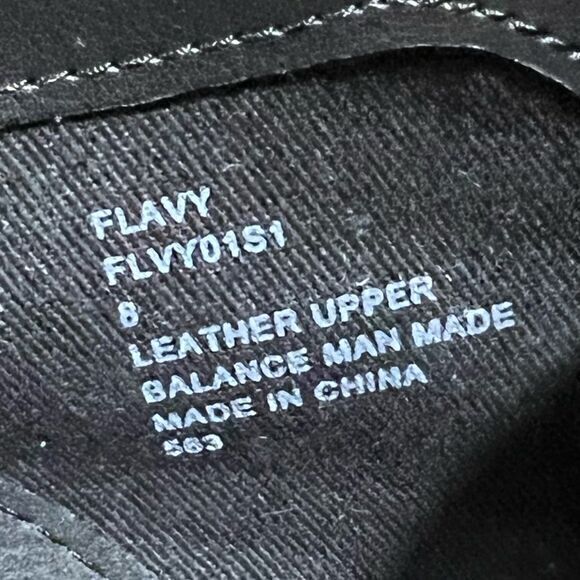 FLAVY
FLVY01S1
8
LEATHER UPPER
BALANCE MAN MADE
MADE IN CHINA
563